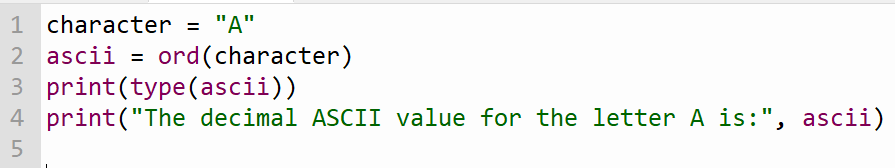 1 character = "A"
2 ascii = ord(character)
3 print(type(ascii))
4 print("The decimal ASCII value for the letter A is:", ascii)
5